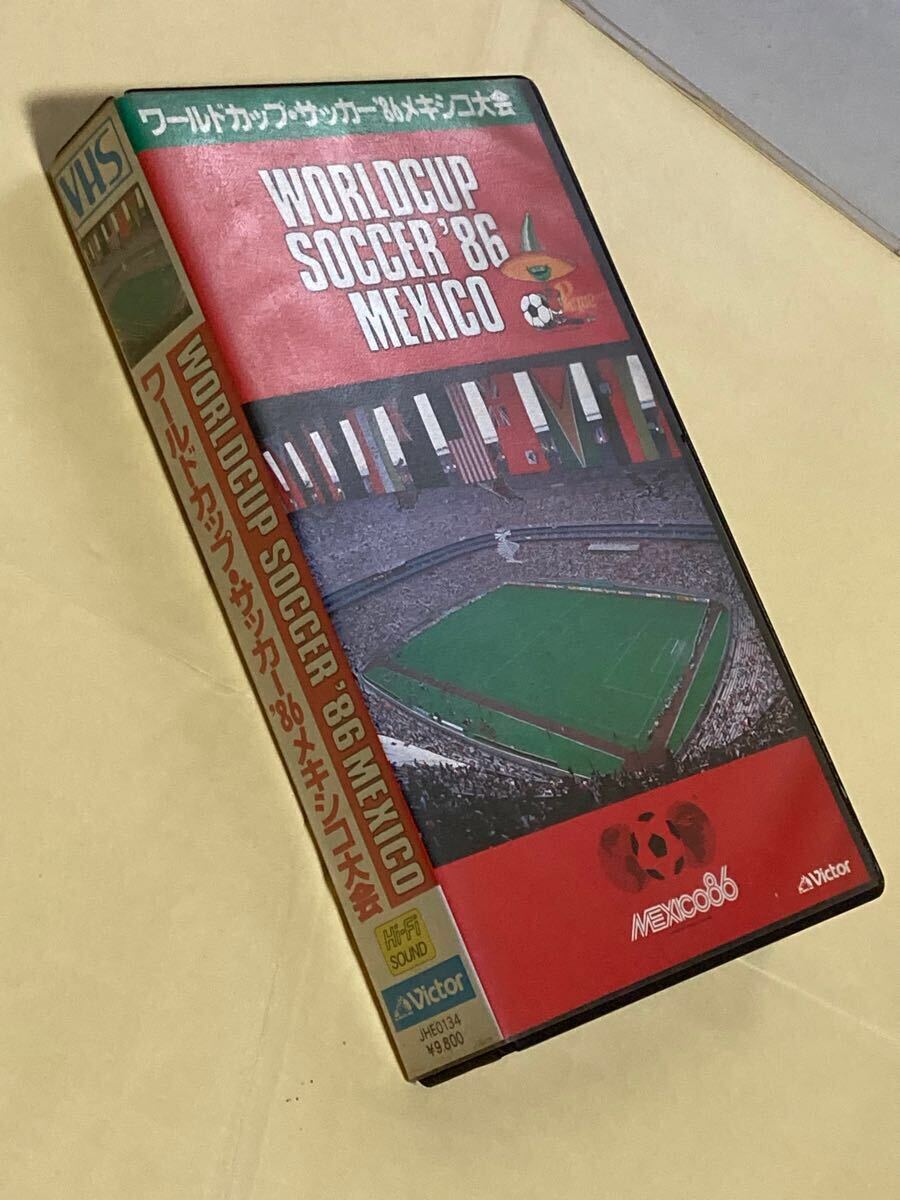 ワールドカップ・サッカー'86メキシコ大会
WORLDCUP
SOCCER '86
MEXICO
Pique
MEXICO86
Victor
VHS
WORLDCUP SOCCER '86 MEXICO
ワールドカップ・サッカー'86メキシコ大会
Hi-Fi
SOUND
Victor
JHE0134
¥9,800